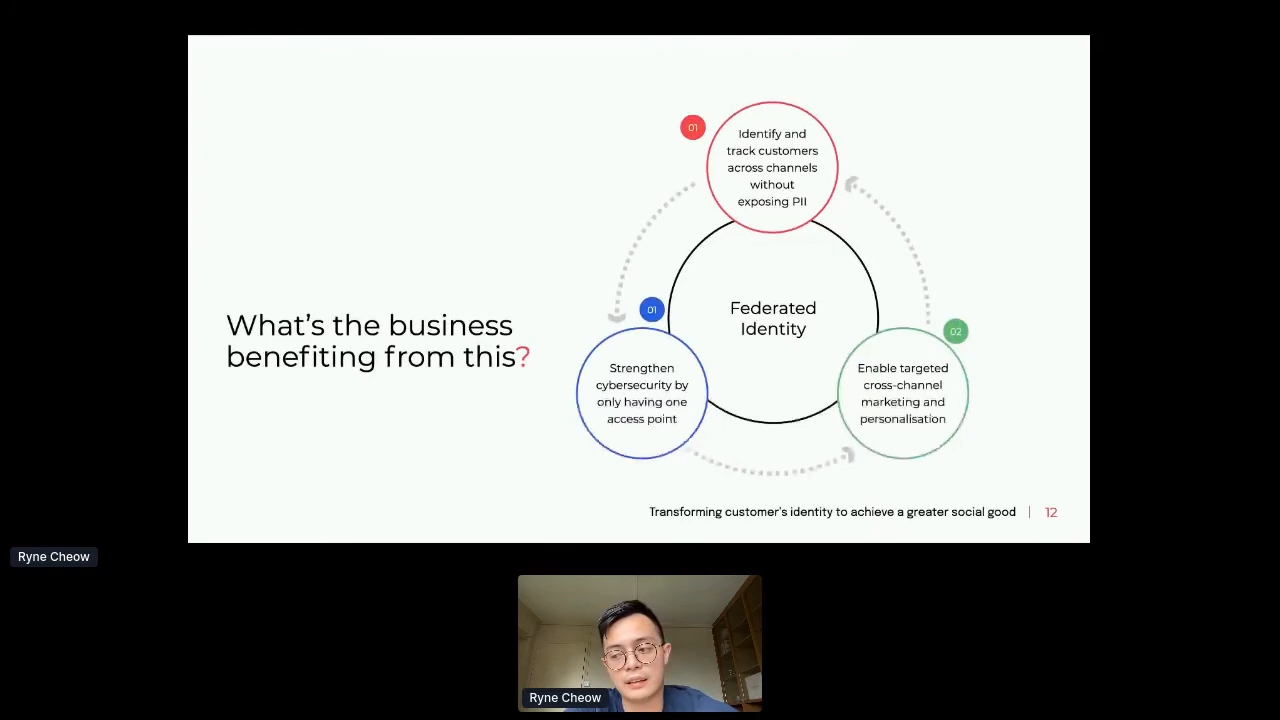 01
Identify and
track customers
across channels
without
exposing PII
What's the business
benefiting from this?
Federated
Identity
01
Strengthen
cybersecurity by
only having one
access point
02
Enable targeted
cross-channel
marketing and
personalisation
Transforming customer's identity to achieve a greater social good | 12
Ryne Cheow
Ryne Cheow